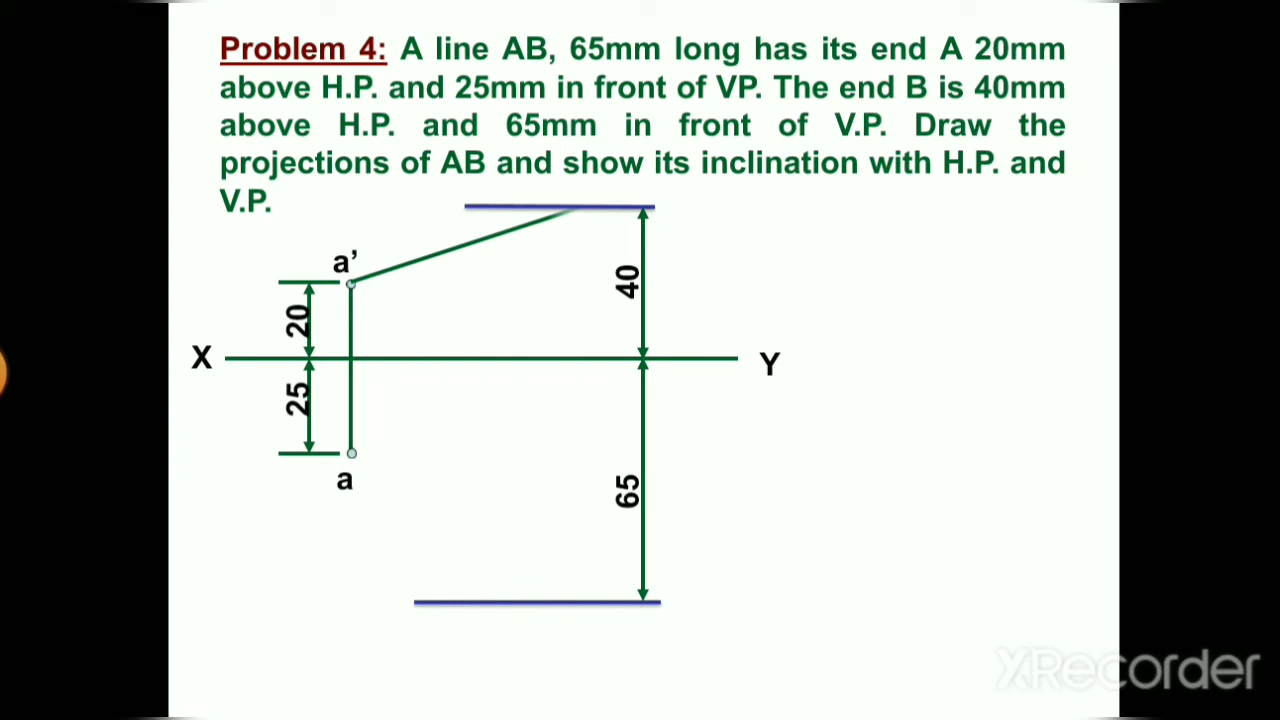 Problem 4: A line AB, 65mm long has its end A 20mm
above H.P. and 25mm in front of VP. The end B is 40mm
above H.P. and 65mm in front of V.P. Draw the
projections of AB and show its inclination with H.P. and
V.P.
a’
40
20
X
Y
25
a
65
XRecorder